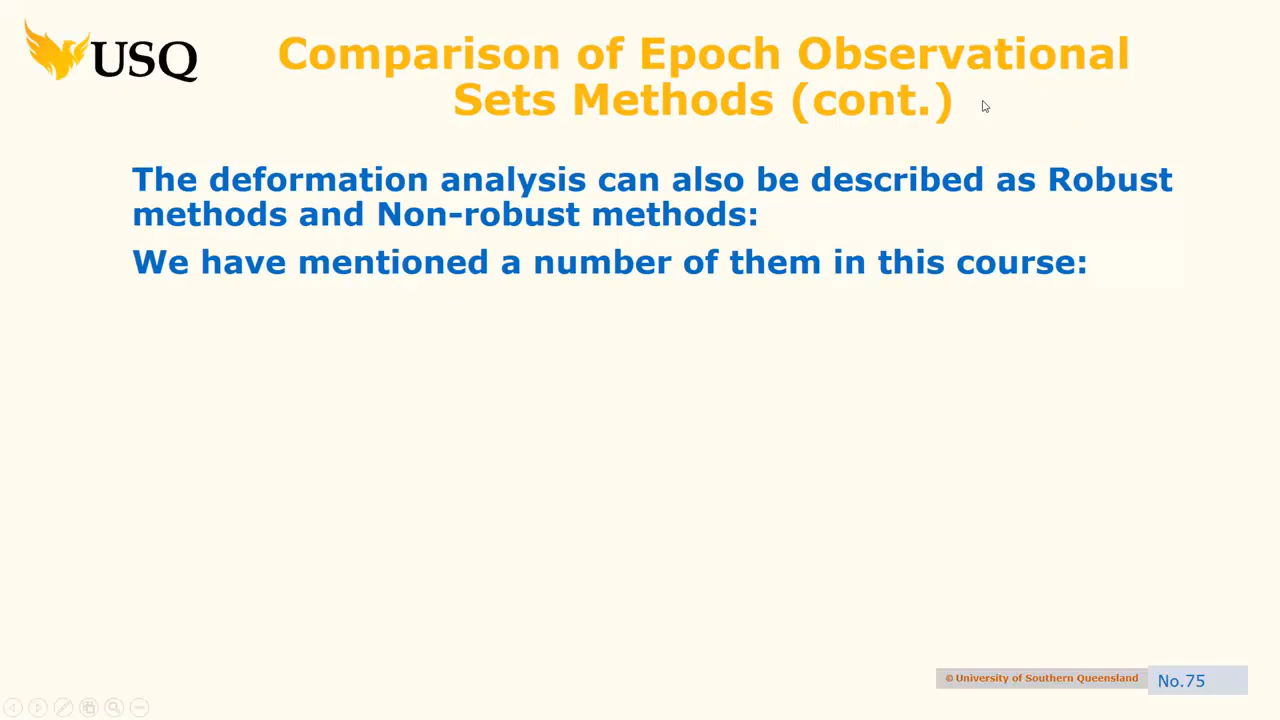 USQ
Comparison of Epoch Observational
Sets Methods (cont.)
The deformation analysis can also be described as Robust
methods and Non-robust methods:
We have mentioned a number of them in this course:
© University of Southern Queensland
No.75